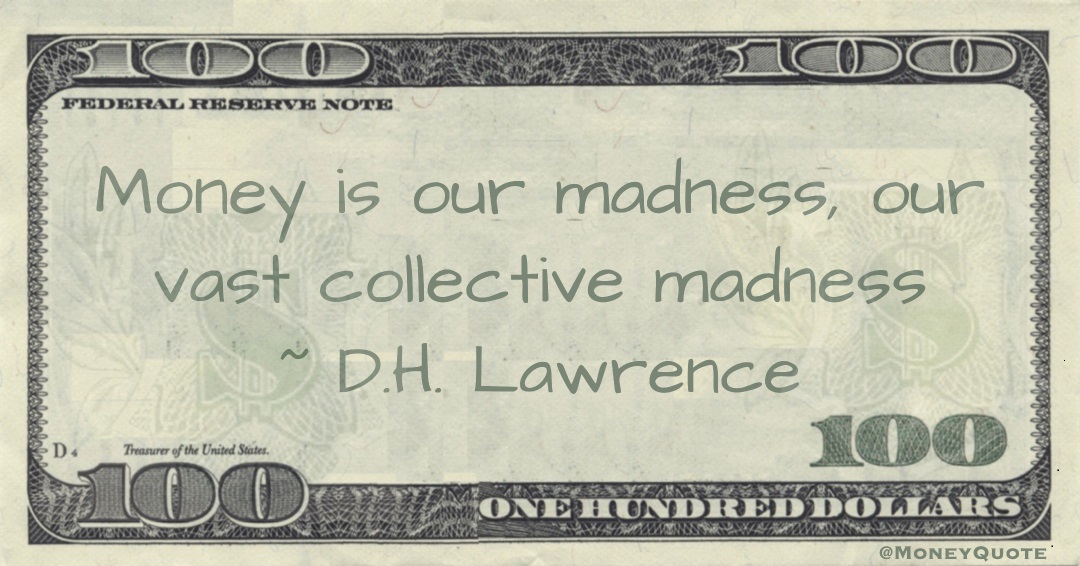 100 100
FEDERAL RESERVE NOTE
Money is our madness, our
vast collective madness
~ D.H. Lawrence
100
D 4 Treasurer of the United States.
100 ONE HUNDRED DOLLARS
@MONEYQUOTE